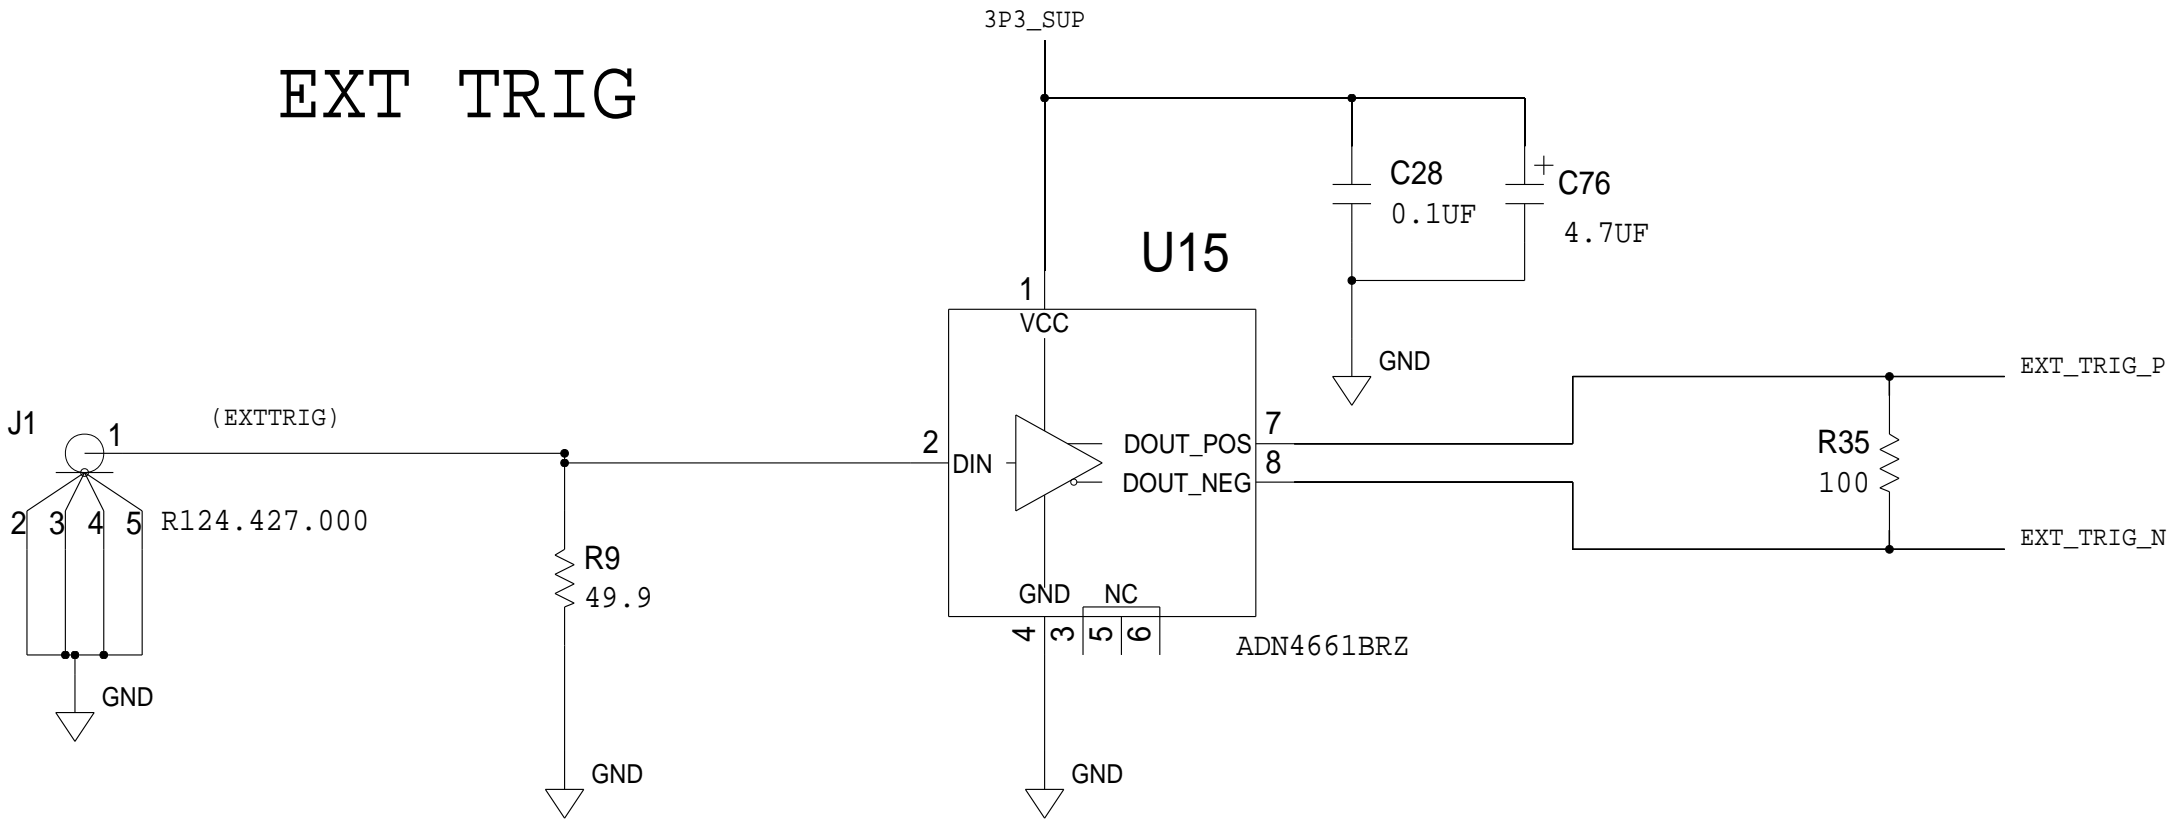 3P3_SUP
EXT TRIG
C28
0.1UF
C76
4.7UF
U15
1
VCC
GND
EXT_TRIG_P
J1
1
(EXTTRIG)
2
DIN
DOUT_POS
7
DOUT_NEG
8
R35
100
2
3
4
5
R124.427.000
EXT_TRIG_N
R9
49.9
GND
NC
4
3
5
6
ADN4661BRZ
GND
GND
GND